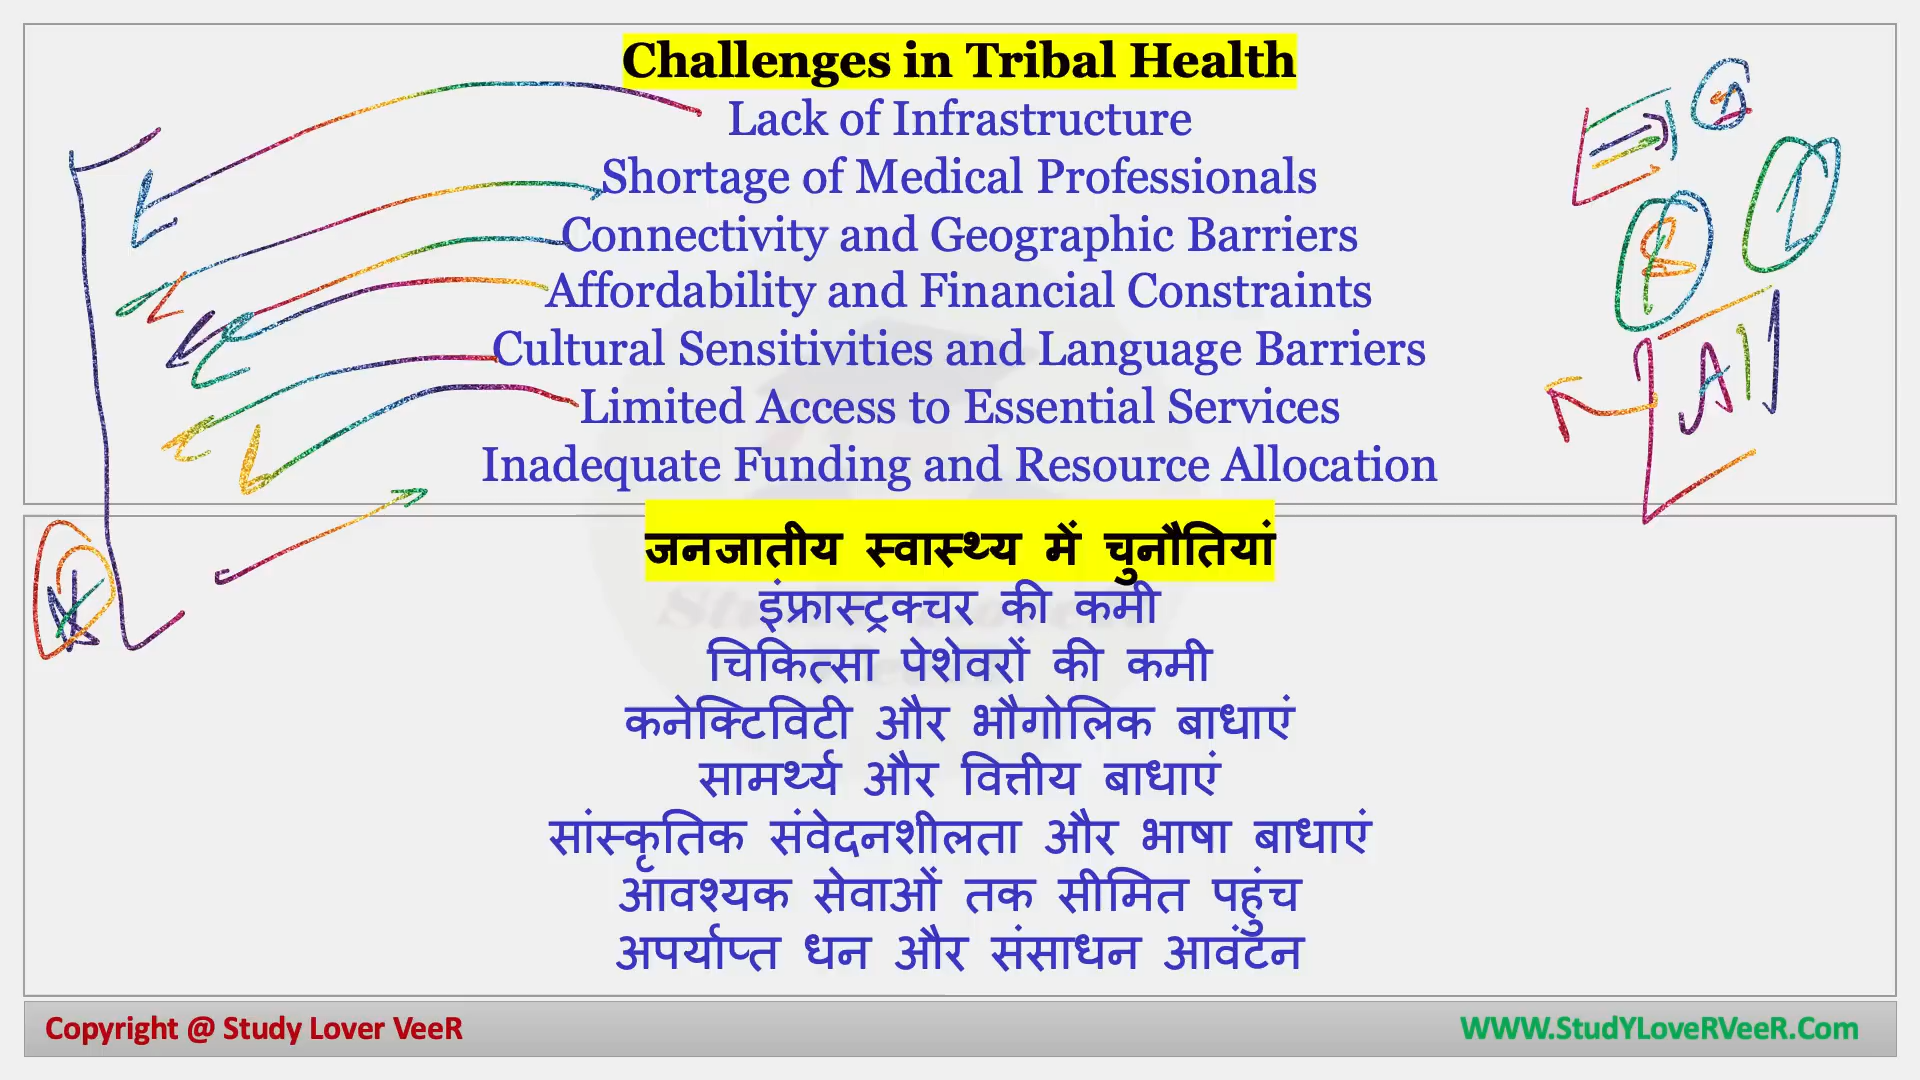 Challenges in Tribal Health
Lack of Infrastructure
Shortage of Medical Professionals
Connectivity and Geographic Barriers
Affordability and Financial Constraints
Cultural Sensitivities and Language Barriers
Limited Access to Essential Services
Inadequate Funding and Resource Allocation
All
जनजातीय स्वास्थ्य में चुनौतियां
इंफ्रास्ट्रक्चर की कमी
चिकित्सा पेशेवरों की कमी
कनेक्टिविटी और भौगोलिक बाधाएं
सामर्थ्य और वित्तीय बाधाएं
सांस्कृतिक संवेदनशीलता और भाषा बाधाएं
आवश्यक सेवाओं तक सीमित पहुंच
अपर्याप्त धन और संसाधन आवंटन
Copyright @ Study Lover VeeR
WWW.StudYLoveRVeeR.Com